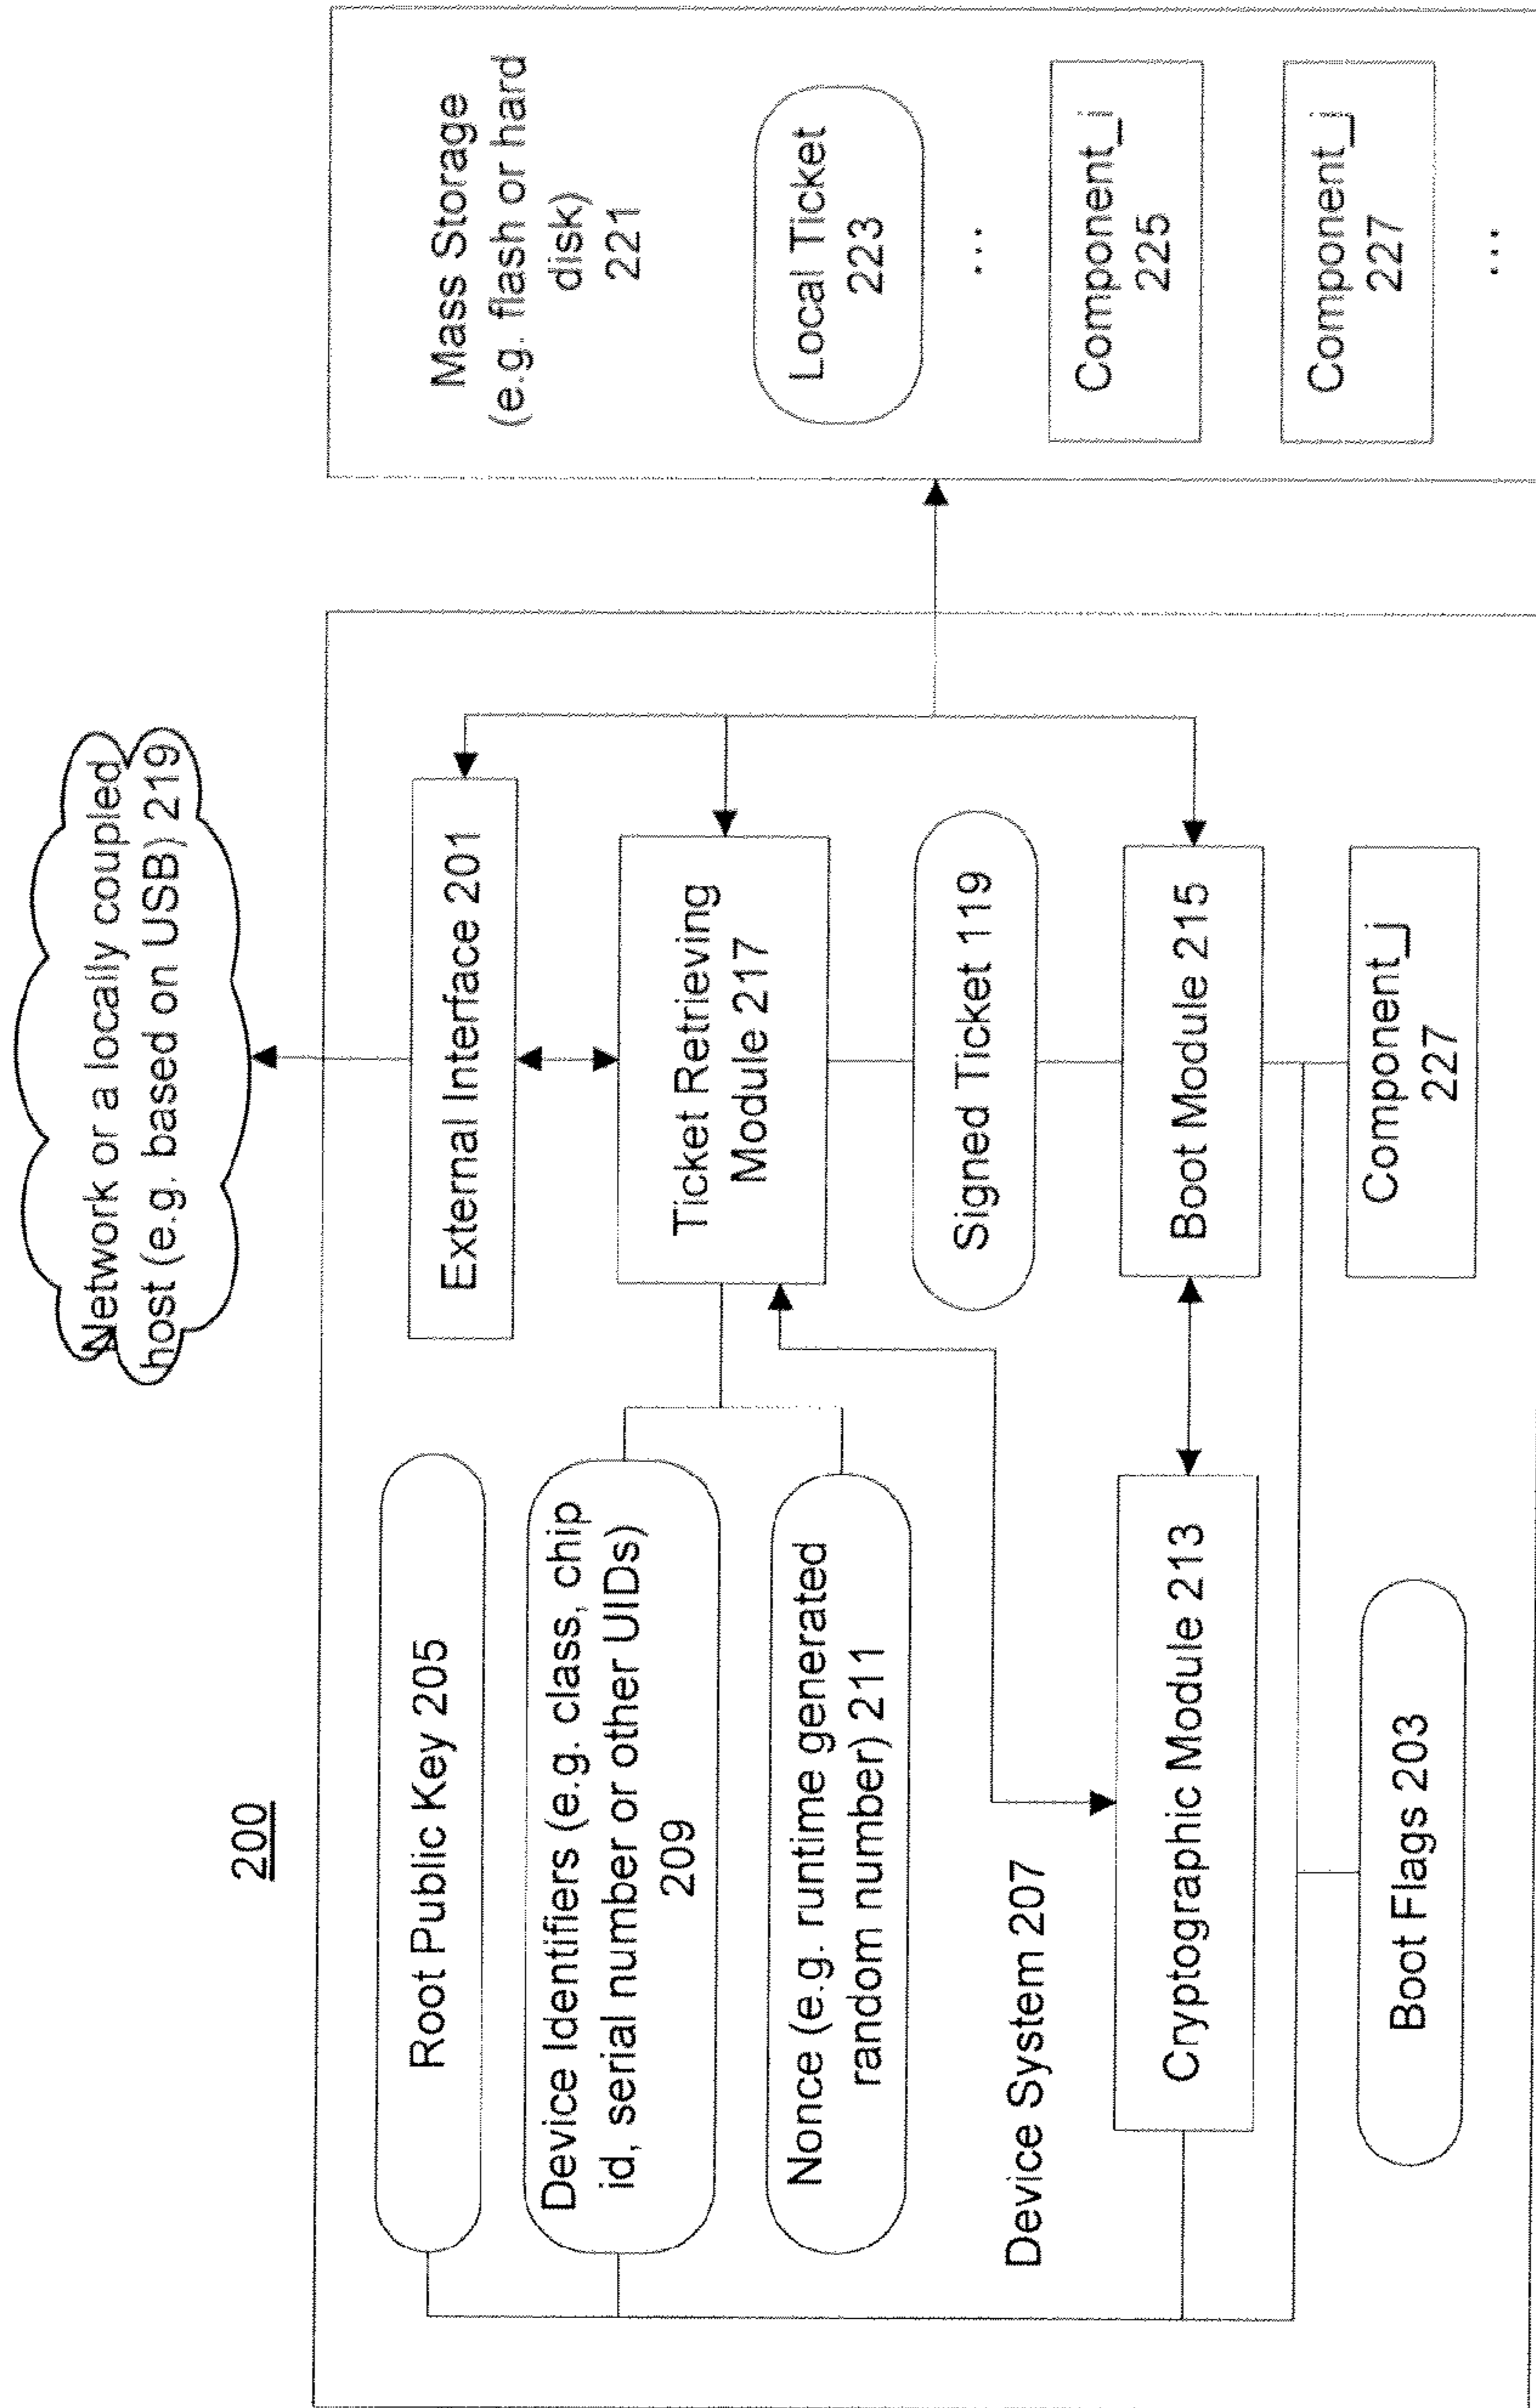 200
Network or a locally coupled
host (e.g. based on USB) 219
Root Public Key 205
Device Identifiers (e.g. class, chip
id, serial number or other UIDs)
209
Nonce (e.g. runtime generated
random number) 211
Device System 207
Cryptographic Module 213
Boot Flags 203
External Interface 201
Ticket Retrieving
Module 217
Signed Ticket 119
Boot Module 215
Component_j
227
Mass Storage
(e.g. flash or hard
disk)
221
Local Ticket
223
...
Component_i
225
Component_j
227
...